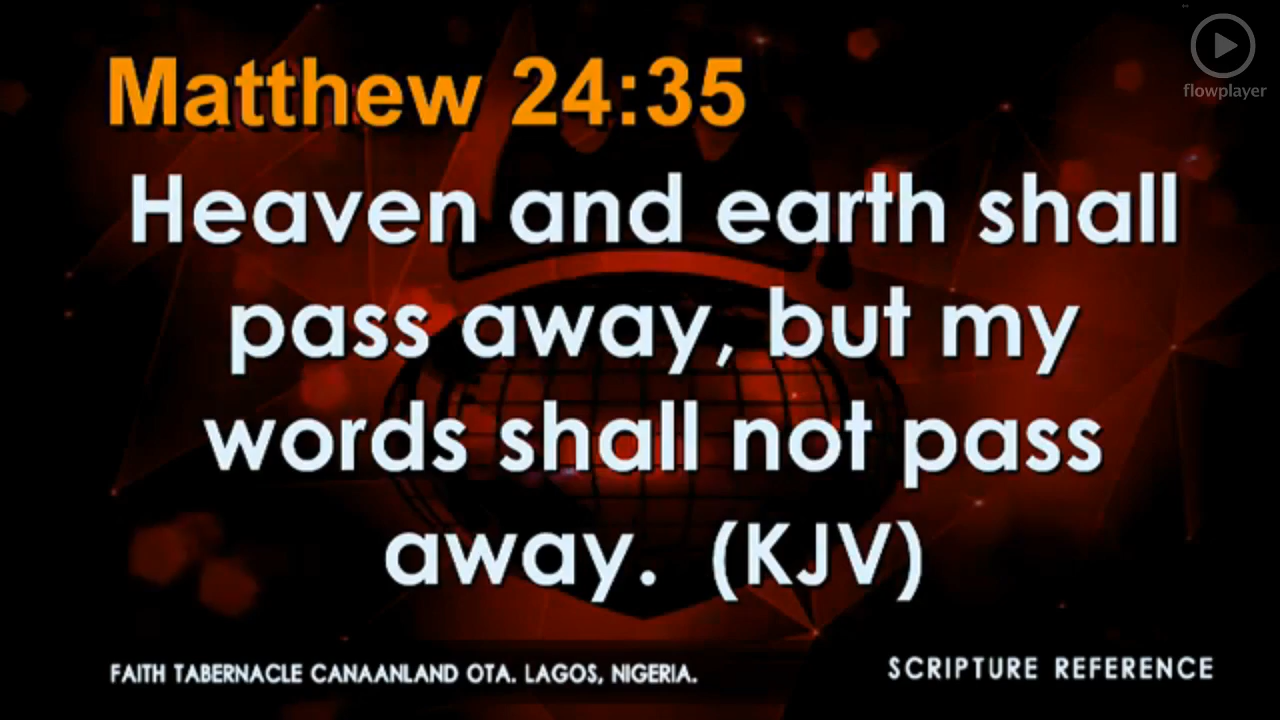 flowplayer
Matthew 24:35
Heaven and earth shall
pass away, but my
words shall not pass
away. (KJV)
FAITH TABERNACLE CANAANLAND OTA. LAGOS, NIGERIA.
SCRIPTURE REFERENCE